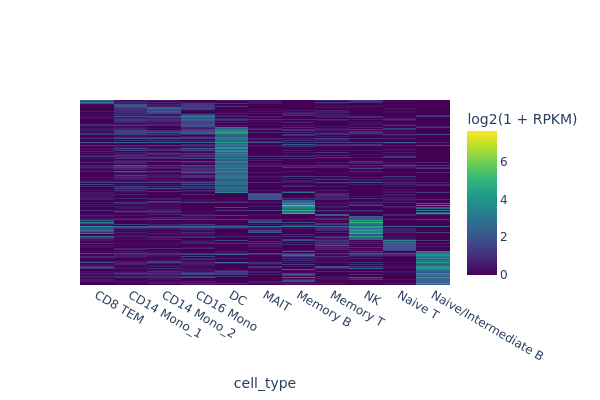 log2(1 + RPKM)
6
4
2
0
CD8 TEM
CD14 Mono_1
CD14 Mono_2
CD16 Mono
DC
MAIT
Memory B
Memory T
NK
Naive T
Naive/Intermediate B
cell_type